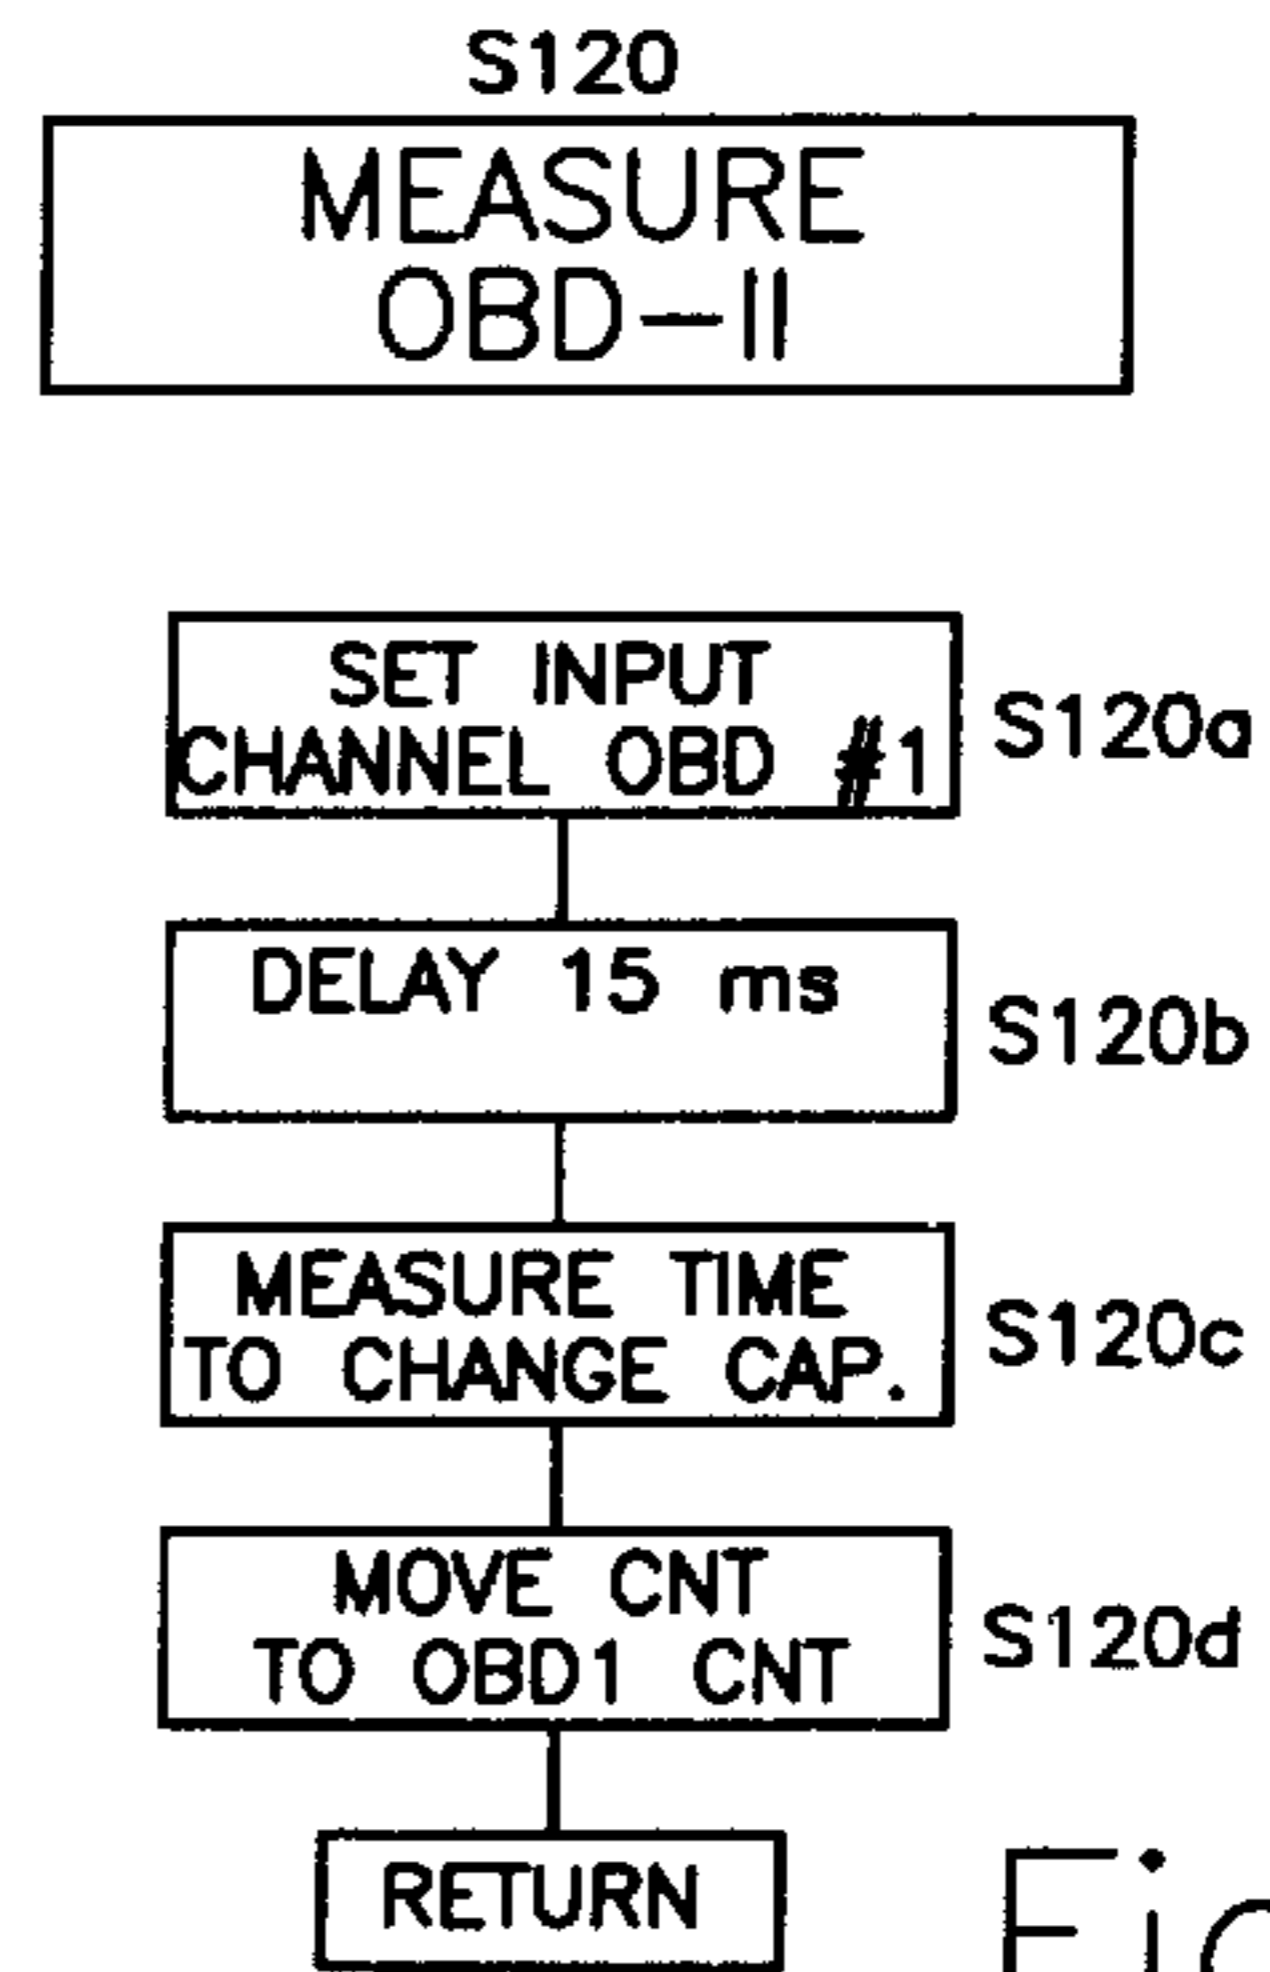 S120
MEASURE
OBD-II
SET INPUT
CHANNEL OBD #1
S120a
DELAY 15 ms
S120b
MEASURE TIME
TO CHANGE CAP.
S120c
MOVE CNT
TO OBD1 CNT
S120d
RETURN